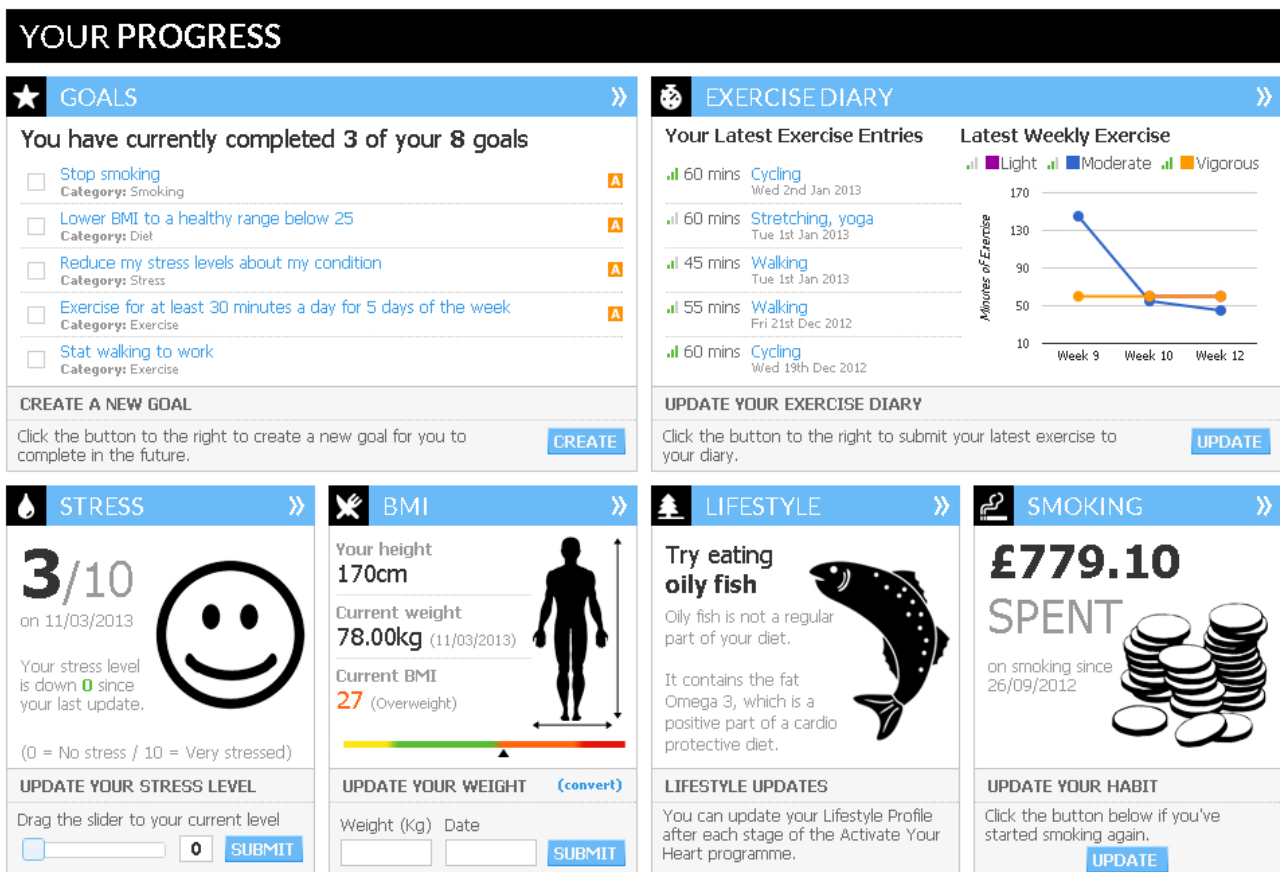 YOUR PROGRESS
GOALS
You have currently completed 3 of your 8 goals
Stop smoking
Category: Smoking
A
Lower BMI to a healthy range below 25
Category: Diet
A
Reduce my stress levels about my condition
Category: Stress
A
Exercise for at least 30 minutes a day for 5 days of the week
Category: Exercise
A
Stat walking to work
Category: Exercise
CREATE A NEW GOAL
Click the button to the right to create a new goal for you to
complete in the future.
CREATE
EXERCISE DIARY
Your Latest Exercise Entries
60 mins Cycling
Wed 2nd Jan 2013
60 mins Stretching, yoga
Tue 1st Jan 2013
45 mins Walking
Tue 1st Jan 2013
55 mins Walking
Fri 21st Dec 2012
60 mins Cycling
Wed 19th Dec 2012
Latest Weekly Exercise
Light Moderate Vigorous
Minutes of Exercise
170
130
90
50
10
Week 9 Week 10 Week 12
UPDATE YOUR EXERCISE DIARY
Click the button to the right to submit your latest exercise to
your diary.
UPDATE
STRESS
3/10
on 11/03/2013
Your stress level
is down 0 since
your last update.
(0 = No stress / 10 = Very stressed)
UPDATE YOUR STRESS LEVEL
Drag the slider to your current level
0 SUBMIT
BMI
Your height
170cm
Current weight
78.00kg (11/03/2013)
Current BMI
27 (Overweight)
UPDATE YOUR WEIGHT (convert)
Weight (Kg) Date
SUBMIT
LIFESTYLE
Try eating
oily fish
Oily fish is not a regular
part of your diet.
It contains the fat
Omega 3, which is a
positive part of a cardio
protective diet.
LIFESTYLE UPDATES
You can update your Lifestyle Profile
after each stage of the Activate Your
Heart programme.
SMOKING
£779.10
SPENT
on smoking since
26/09/2012
UPDATE YOUR HABIT
Click the button below if you've
started smoking again.
UPDATE